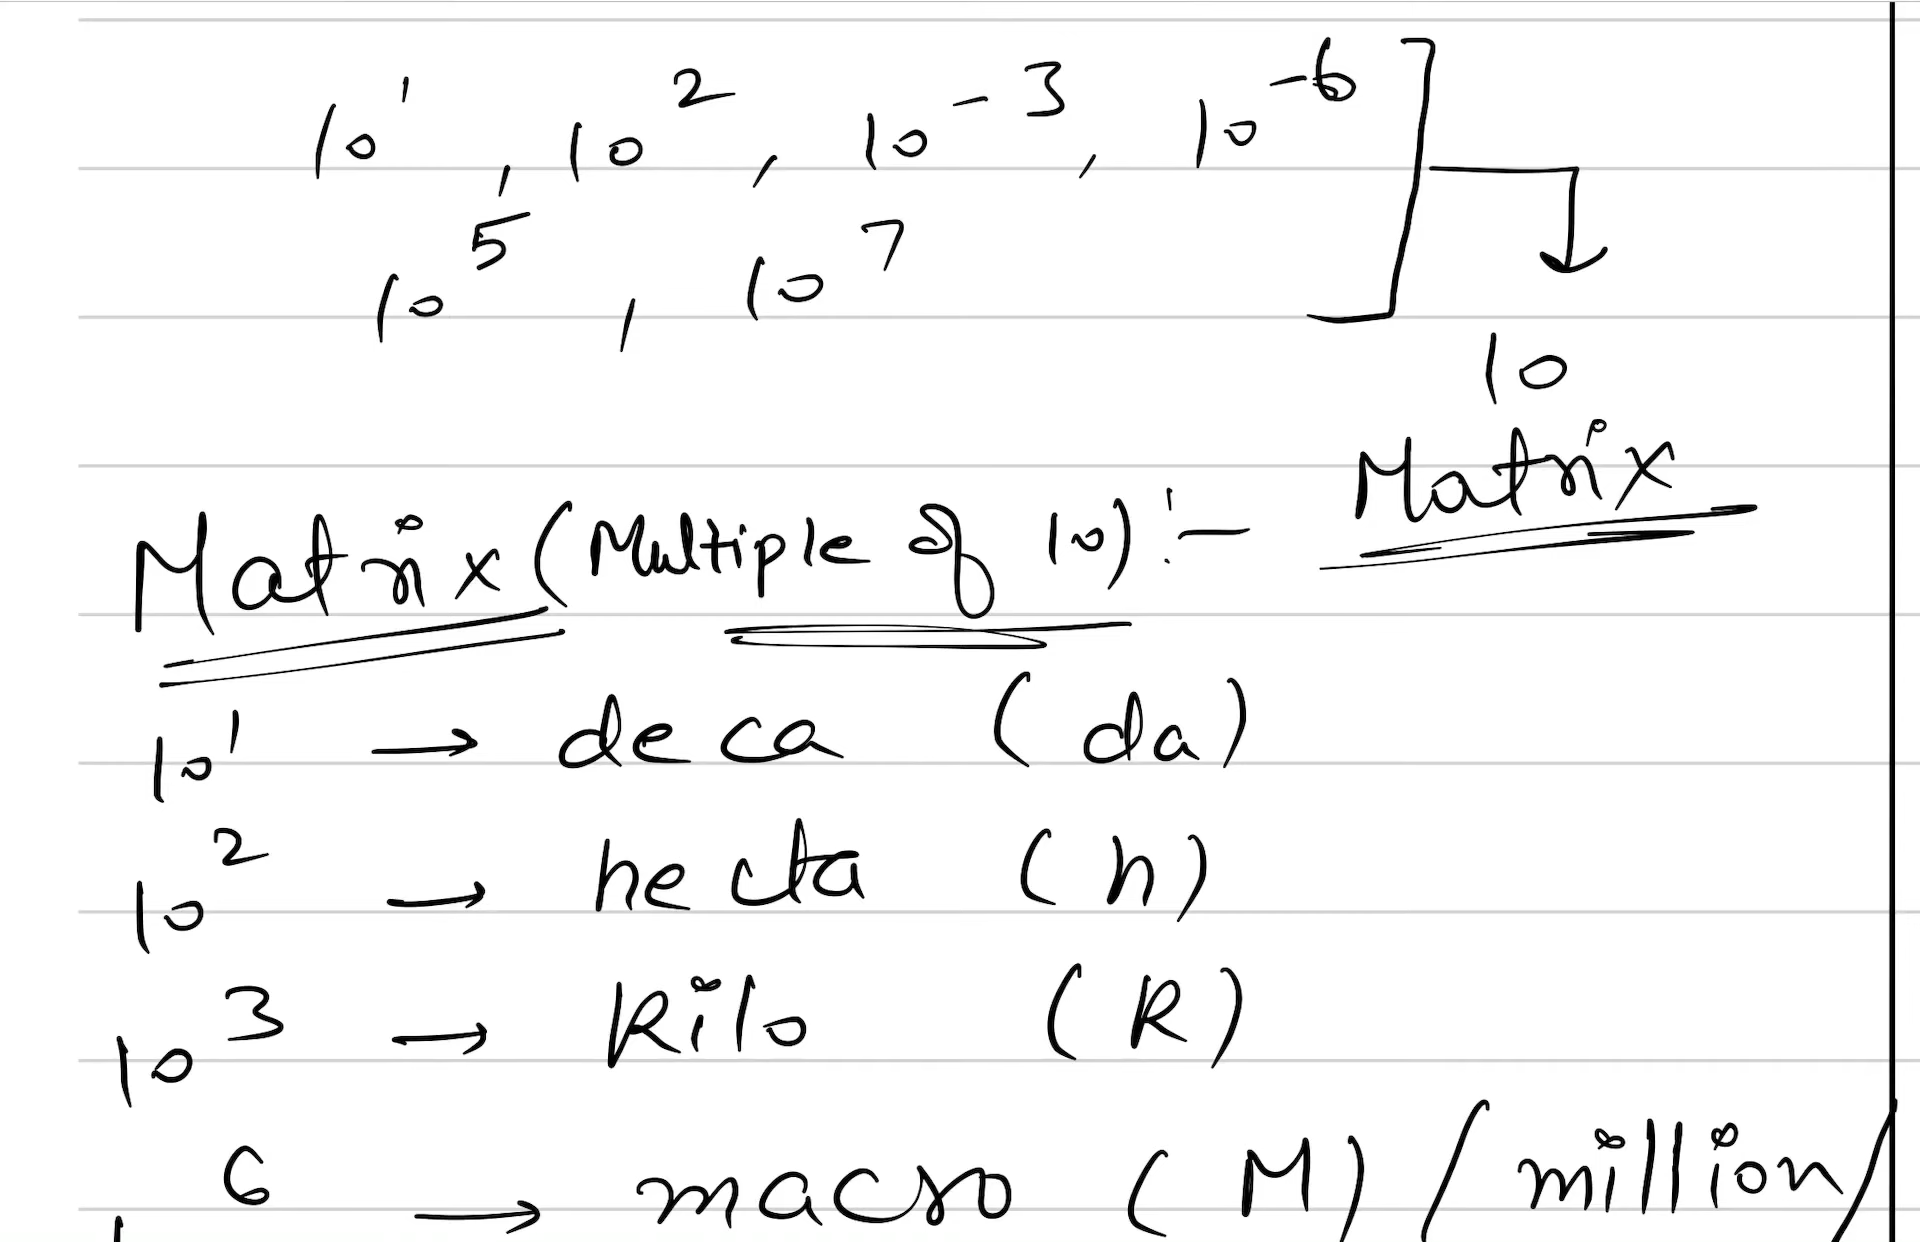 10¹, 10², 10⁻³, 10⁻⁶
10⁵, 10⁷
10
Matrix
Matrix (Multiple of 10) :-
10¹ → deca (da)
10² → hecta (h)
10³ → Kilo (K)
10⁶ → macro (M) / million /